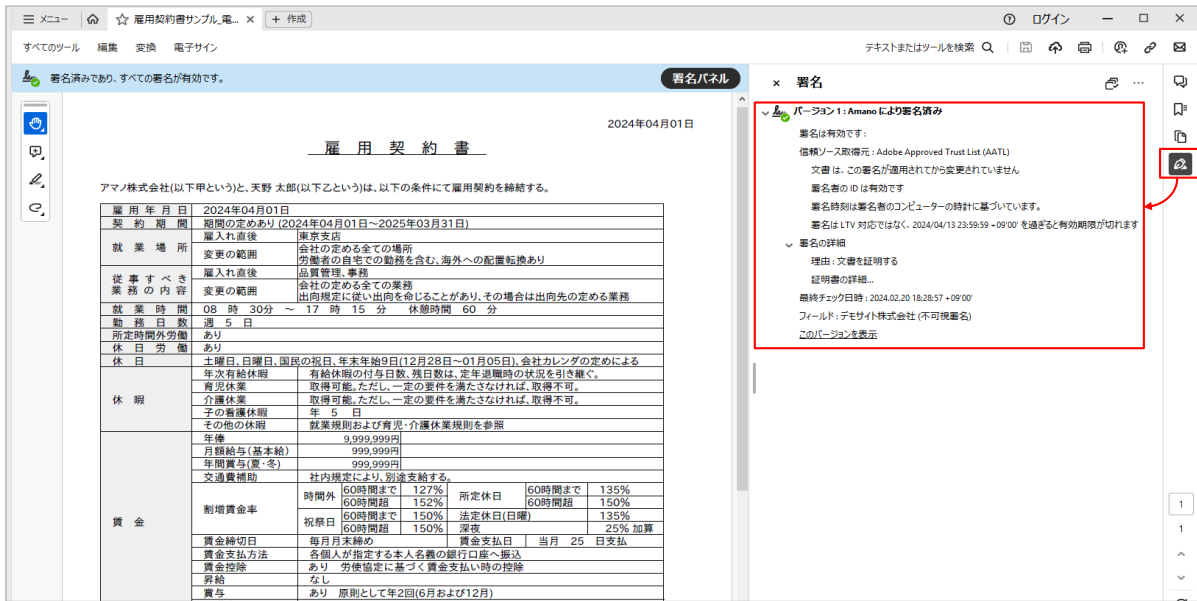 メニュー 雇用契約書サンプル_電... × + 作成 ログイン
すべてのツール 編集 変換 電子サイン テキストまたはツールを検索
署名済みであり、すべての署名が有効です。 署名パネル
2024年04月01日
雇用契約書
アマノ株式会社(以下甲という)と、天野 太郎(以下乙という)は、以下の条件にて雇用契約を締結する。
雇用年月日 2024年04月01日
契約期間 期間の定めあり(2024年04月01日～2025年03月31日)
就業場所 雇入れ直後 東京支店
変更の範囲 会社の定める全ての場所
労働者の自宅での勤務を含む、海外への配置転換あり
従事すべき業務の内容 雇入れ直後 品質管理、事務
変更の範囲 会社の定める全ての業務
出向規定に従い出向を命じることがあり、その場合は出向先の定める業務
就業時間 08 時 30分 ～ 17 時 15 分 休憩時間 60 分
勤務日数 週 5 日
所定時間外労働 あり
休日労働 あり
休日 土曜日、日曜日、国民の祝日、年末年始9日(12月28日～01月05日)、会社カレンダの定めによる
休暇 年次有給休暇 有給休暇の付与日数、残日数は、定年退職時の状況を引き継ぐ。
育児休業 取得可能。ただし、一定の要件を満たさなければ、取得不可。
介護休業 取得可能。ただし、一定の要件を満たさなければ、取得不可。
子の看護休暇 年 5 日
その他の休暇 就業規則および育児・介護休業規則を参照
賃金 年俸 9,999,999円
月額給与(基本給) 999,999円
年間賞与(夏・冬) 999,999円
交通費補助 社内規定により、別途支給する。
割増賃金率 時間外 60時間まで 127% 所定休日 60時間まで 135%
60時間超 152% 60時間超 150%
祝祭日 60時間まで 150% 法定休日(日曜) 135%
60時間超 150% 深夜 25% 加算
賃金締切日 毎月月末締め 賃金支払日 当月 25 日支払
賃金支払方法 各個人が指定する本人名義の銀行口座へ振込
賃金控除 あり 労使協定に基づく賃金支払い時の控除
昇給 なし
賞与 あり 原則として年2回(6月および12月)
× 署名 ...
バージョン 1 : Amano により署名済み
署名は有効です :
信頼ソース取得元 : Adobe Approved Trust List (AATL)
文書 は、この署名が適用されてから変更されていません
署名者の ID は有効です
署名時刻は署名者のコンピューターの時計に基づいています。
署名は LTV 対応ではなく、2024/04/13 23:59:59 +09'00' を過ぎると有効期限が切れます
署名の詳細
理由 : 文書を証明する
証明書の詳細...
最終チェック日時 : 2024.02.20 18:28:57 +09'00'
フィールド : デモサイト株式会社 (不可視署名)
このバージョンを表示
1
1